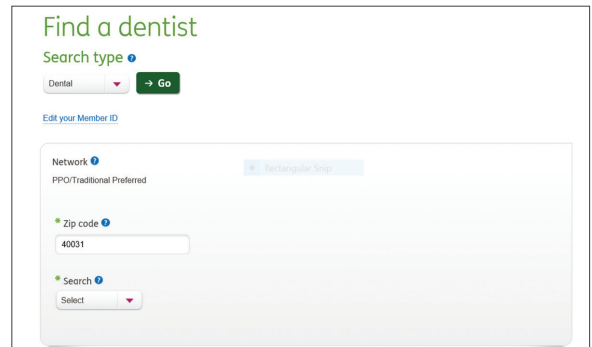 Find a dentist
Search type ?
Dental
→ Go
Edit your Member ID
Network ?
Rectangular Snip
PPO/Traditional Preferred
* Zip code ?
40031
* Search ?
Select